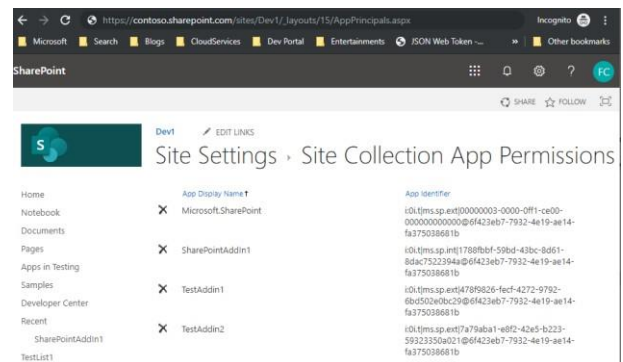 https://contoso.sharepoint.com/sites/Dev1/_layouts/15/AppPrincipals.aspx
Incognito
Microsoft Search Blogs CloudServices Dev Portal Entertainments JSON Web Token -... » Other bookmarks
SharePoint
? FC
SHARE FOLLOW
Dev1 EDIT LINKS
S
Site Settings › Site Collection App Permissions
Home
Notebook
Documents
Pages
Apps in Testing
Samples
Developer Center
Recent
SharePointAddIn1
TestList1
App Display Name↑ App Identifier
Microsoft.SharePoint i:0i.t|ms.sp.ext|00000003-0000-0ff1-ce00-
000000000000@6f423eb7-7932-4e19-ae14-
fa375038681b
SharePointAddIn1 i:0i.t|ms.sp.int|1788fbbf-59bd-43bc-8d61-
8dac7522394a@6f423eb7-7932-4e19-ae14-
fa375038681b
TestAddin1 i:0i.t|ms.sp.ext|478f9826-fecf-4272-9792-
6bd502e0bc29@6f423eb7-7932-4e19-ae14-
fa375038681b
TestAddin2 i:0i.t|ms.sp.ext|7a79aba1-e8f2-42e5-b223-
59323350a021@6f423eb7-7932-4e19-ae14-
fa375038681b